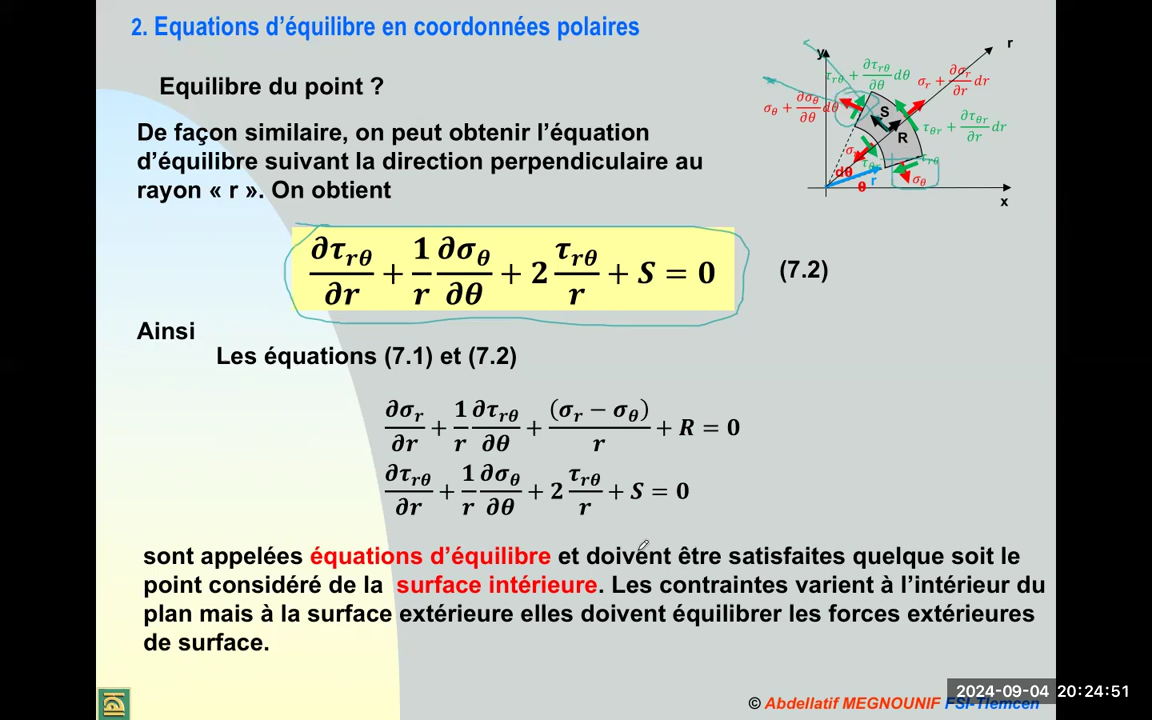 2. Equations d'équilibre en coordonnées polaires
Equilibre du point ?
De façon similaire, on peut obtenir l'équation
d'équilibre suivant la direction perpendiculaire au
rayon « r ». On obtient
∂τrθ/∂r + 1/r ∂σθ/∂θ + 2 τrθ/r + S = 0 (7.2)
Ainsi
Les équations (7.1) et (7.2)
∂σr/∂r + 1/r ∂τrθ/∂θ + (σr − σθ)/r + R = 0
∂τrθ/∂r + 1/r ∂σθ/∂θ + 2 τrθ/r + S = 0
sont appelées équations d'équilibre et doivent être satisfaites quelque soit le
point considéré de la surface intérieure. Les contraintes varient à l'intérieur du
plan mais à la surface extérieure elles doivent équilibrer les forces extérieures
de surface.
y
r
τrθ + ∂τrθ/∂θ dθ
σr + ∂σr/∂r dr
σθ + ∂σθ/∂θ dθ
S
R
τθr + ∂τθr/∂r dr
τrθ
dθ
θ
r
σθ
x
2024-09-04 20:24:51
© Abdellatif MEGNOUNIF FSI-Tlemcen